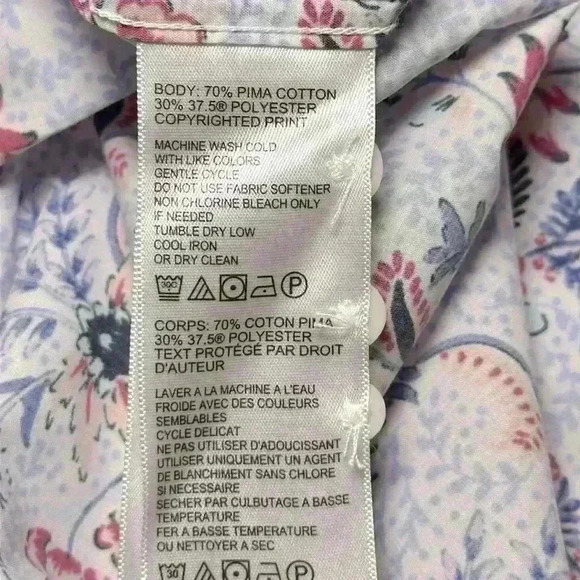 BODY: 70% PIMA COTTON
30% 37.5® POLYESTER
COPYRIGHTED PRINT
MACHINE WASH COLD
WITH LIKE COLORS
GENTLE CYCLE
DO NOT USE FABRIC SOFTENER
NON CHLORINE BLEACH ONLY
IF NEEDED
TUMBLE DRY LOW
COOL IRON
OR DRY CLEAN
30C P
CORPS: 70% COTON PIMA
30% 37.5® POLYESTER
TEXT PROTÉGÉ PAR DROIT
D'AUTEUR
LAVER A LA MACHINE A L'EAU
FROIDE AVEC DES COULEURS
SEMBLABLES
CYCLE DELICAT
NE PAS UTILISER D'ADOUCISSANT
UTILISER UNIQUEMENT UN AGENT
DE BLANCHIMENT SANS CHLORE
SI NECESSAIRE
SECHER PAR CULBUTAGE A BASSE
TEMPERATURE
FER A BASSE TEMPERATURE
OU NETTOYER A SEC
30